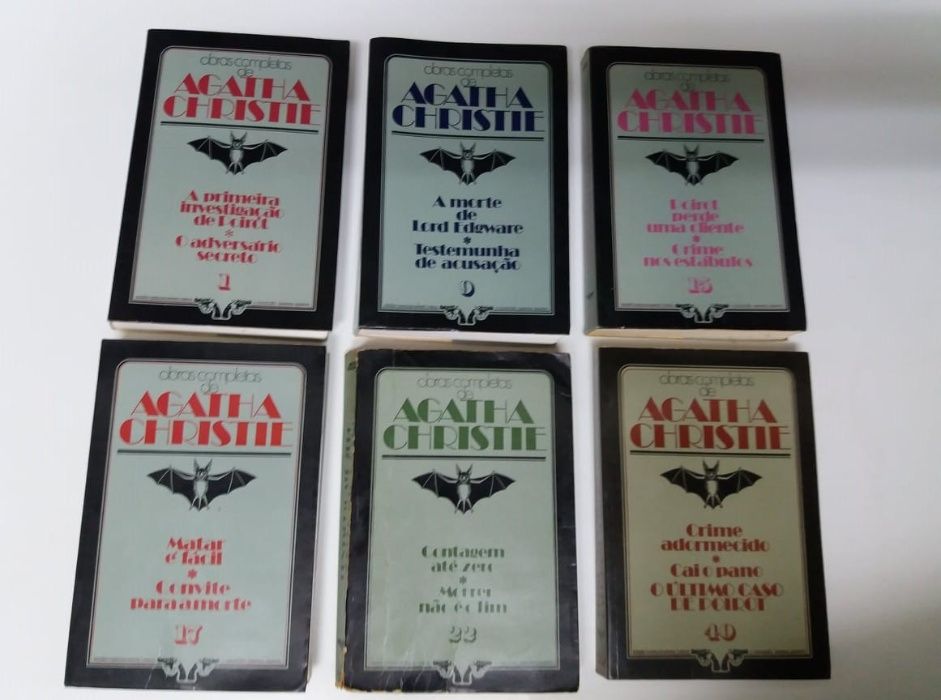 obras completas
de
AGATHA
CHRISTIE
A primeira
investigação
de Poirot
*
O adversário
secreto
1
obras completas
de
AGATHA
CHRISTIE
A morte
de
Lord Edgware
*
Testemunha
de acusação
9
obras completas
de
AGATHA
CHRISTIE
Poirot
perde
uma cliente
*
Crime
nos estábulos
15
obras completas
de
AGATHA
CHRISTIE
Matar
é fácil
*
Convite
para a morte
17
obras completas
de
AGATHA
CHRISTIE
Contagem
até zero
*
Morrer
não é o fim
22
obras completas
de
AGATHA
CHRISTIE
Crime
adormecido
*
Cai o pano
O ÚLTIMO CASO
DE POIROT
40